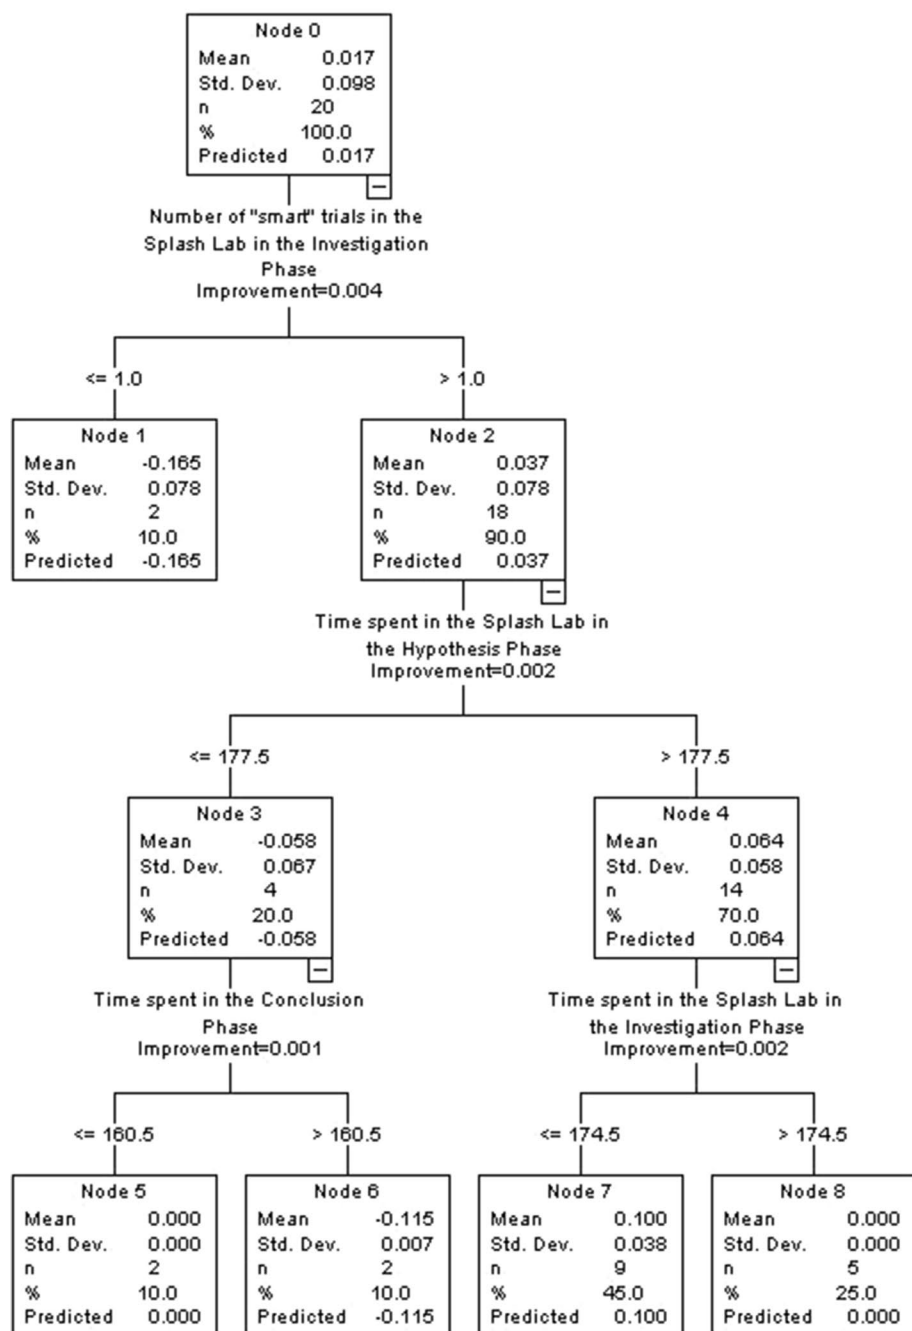 Node 0
Mean 0.017
Std. Dev. 0.098
n 20
% 100.0
Predicted 0.017
Number of "smart" trials in the
Splash Lab in the Investigation
Phase
Improvement=0.004
<= 1.0
> 1.0
Node 1
Mean -0.165
Std. Dev. 0.078
n 2
% 10.0
Predicted -0.165
Node 2
Mean 0.037
Std. Dev. 0.078
n 18
% 90.0
Predicted 0.037
Time spent in the Splash Lab in
the Hypothesis Phase
Improvement=0.002
<= 177.5
> 177.5
Node 3
Mean -0.058
Std. Dev. 0.067
n 4
% 20.0
Predicted -0.058
Node 4
Mean 0.064
Std. Dev. 0.058
n 14
% 70.0
Predicted 0.064
Time spent in the Conclusion
Phase
Improvement=0.001
Time spent in the Splash Lab in
the Investigation Phase
Improvement=0.002
<= 160.5
> 160.5
<= 174.5
> 174.5
Node 5
Mean 0.000
Std. Dev. 0.000
n 2
% 10.0
Predicted 0.000
Node 6
Mean -0.115
Std. Dev. 0.007
n 2
% 10.0
Predicted -0.115
Node 7
Mean 0.100
Std. Dev. 0.038
n 9
% 45.0
Predicted 0.100
Node 8
Mean 0.000
Std. Dev. 0.000
n 5
% 25.0
Predicted 0.000